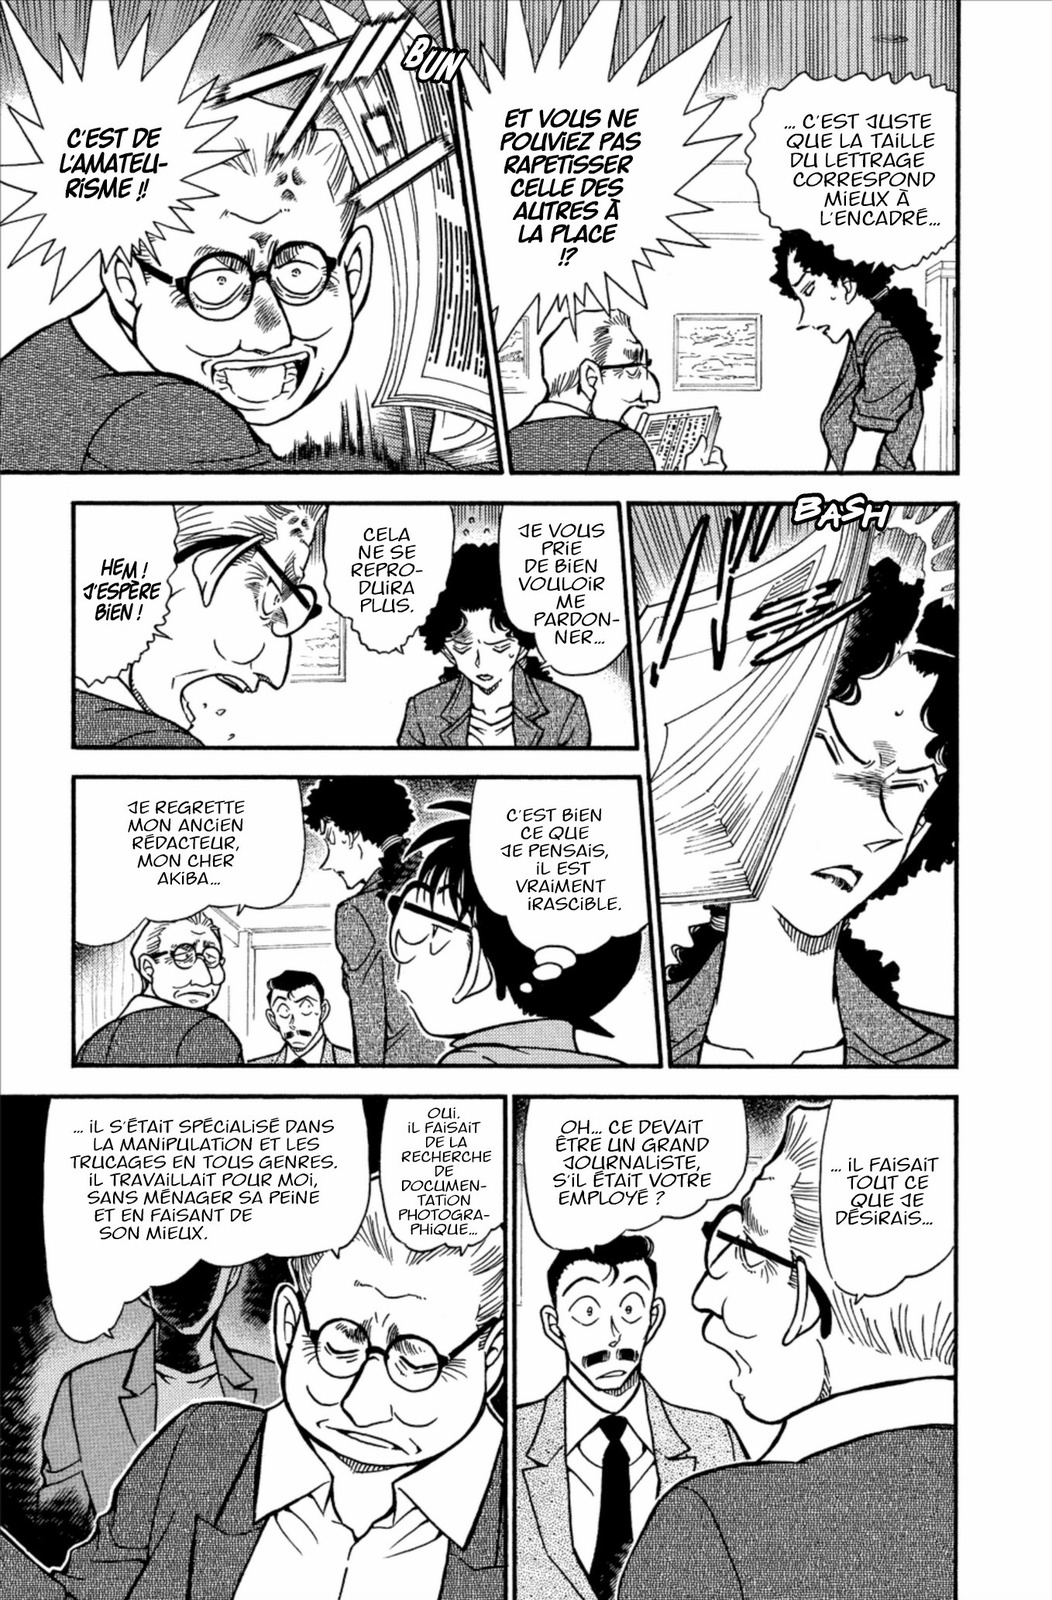 ... C'EST JUSTE
QUE LA TAILLE
DU LETTRAGE
CORRESPOND
MIEUX À
L'ENCADRÉ...
ET VOUS NE
POUVIEZ PAS
RAPETISSER
CELLE DES
AUTRES À
LA PLACE
!?
BUN
C'EST DE
L'AMATEU-
RISME !!
BASH
JE VOUS
PRIE
DE BIEN
VOULOIR
ME
PARDON-
NER...
CELA
NE SE
REPRO-
DUIRA
PLUS.
HEM !
J'ESPÈRE
BIEN !
C'EST BIEN
CE QUE
JE PENSAIS,
IL EST
VRAIMENT
IRASCIBLE.
JE REGRETTE
MON ANCIEN
RÉDACTEUR,
MON CHER
AKIBA...
... IL FAISAIT
TOUT CE
QUE JE
DÉSIRAIS...
OH... CE DEVAIT
ÊTRE UN GRAND
JOURNALISTE,
S'IL ÉTAIT VOTRE
EMPLOYÉ ?
OUI.
IL FAISAIT
DE LA
RECHERCHE
DE
DOCUMEN-
TATION
PHOTOGRA-
PHIQUE...
... IL S'ÉTAIT SPÉCIALISÉ DANS
LA MANIPULATION ET LES
TRUCAGES EN TOUS GENRES.
IL TRAVAILLAIT POUR MOI,
SANS MÉNAGER SA PEINE
ET EN FAISANT DE
SON MIEUX.